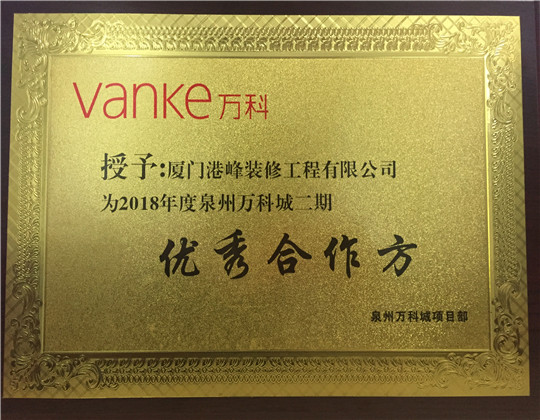 vanke万科
授予:厦门港峰装修工程有限公司
为2018年度泉州万科城二期
优秀合作方
泉州万科城项目部